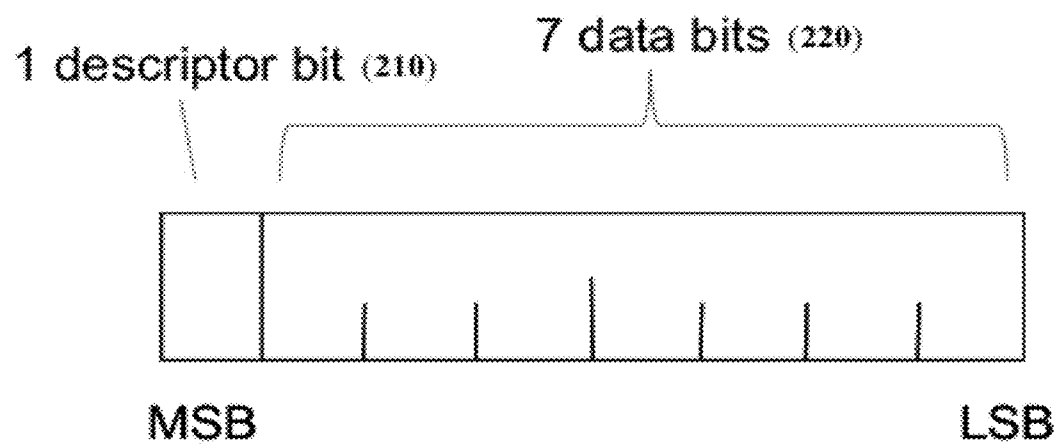 7 data bits (220)
1 descriptor bit (210)
MSB
LSB